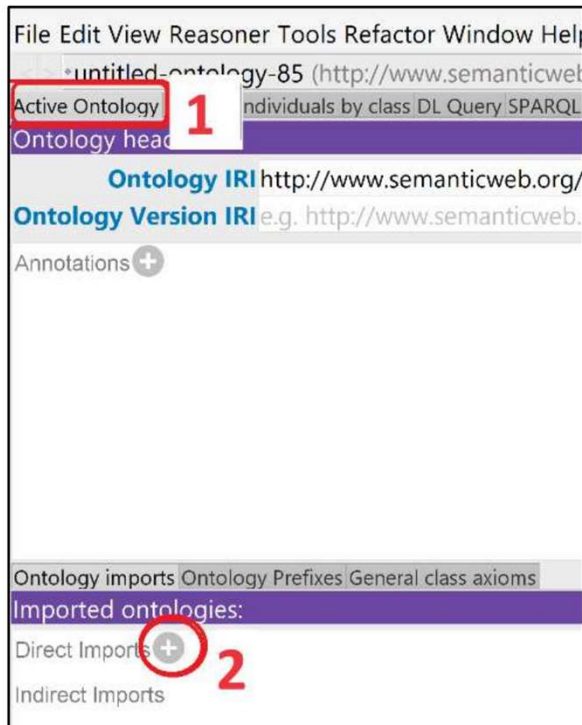 File Edit View Reasoner Tools Refactor Window Help
untitled-ontology-85 (http://www.semanticweb
Active Ontology 1 ndividuals by class DL Query SPARQL
Ontology head
Ontology IRI http://www.semanticweb.org/
Ontology Version IRI e.g. http://www.semanticweb.
Annotations
Ontology imports Ontology Prefixes General class axioms
Imported ontologies:
Direct Imports 2
Indirect Imports